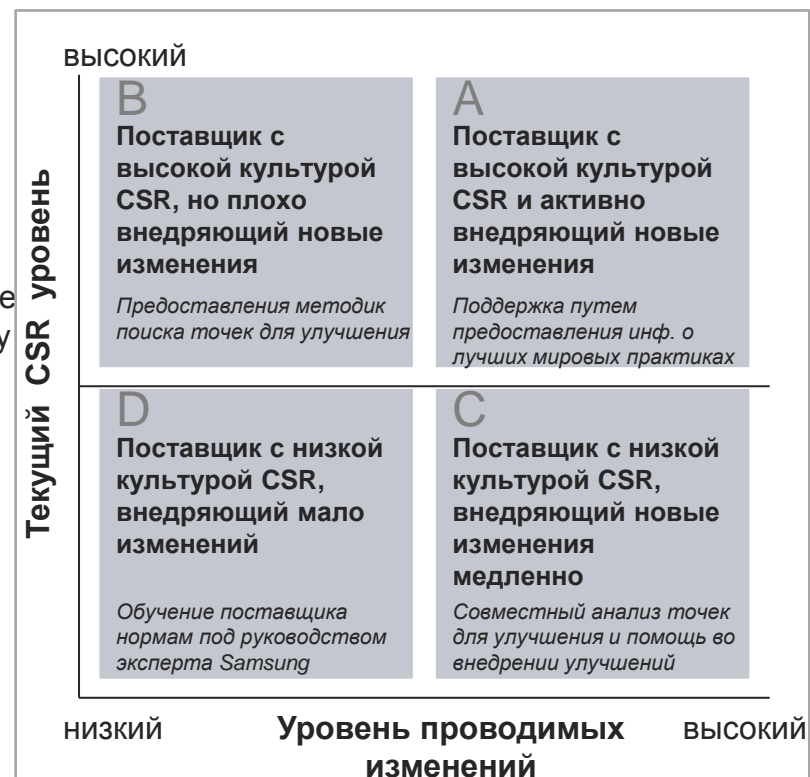 высокий
B
Поставщик с
высокой культурой
CSR, но плохо
внедряющий новые
изменения
Предоставления методик
поиска точек для улучшения
A
Поставщик с
высокой культурой
CSR и активно
внедряющий новые
изменения
Поддержка путем
предоставления инф. о
лучших мировых практиках
Текущий CSR уровень
е
у
D
Поставщик с низкой
культурой CSR,
внедряющий мало
изменений
Обучение поставщика
нормам под руководством
эксперта Samsung
C
Поставщик с низкой
культурой CSR,
внедряющий новые
изменения
медленно
Совместный анализ точек
для улучшения и помощь во
внедрении улучшений
низкий
Уровень проводимых
изменений
высокий